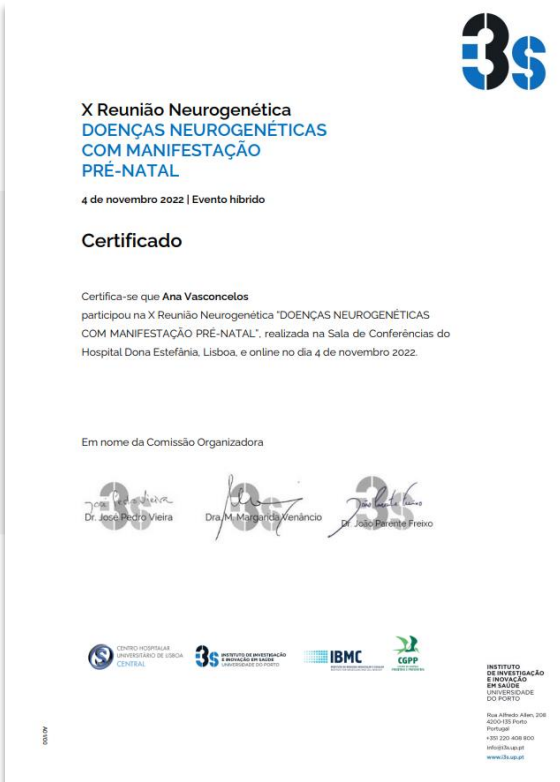 i3s
X Reunião Neurogenética
DOENÇAS NEUROGENÉTICAS
COM MANIFESTAÇÃO
PRÉ-NATAL
4 de novembro 2022 | Evento híbrido
Certificado
Certifica-se que Ana Vasconcelos
participou na X Reunião Neurogenética "DOENÇAS NEUROGENÉTICAS
COM MANIFESTAÇÃO PRÉ-NATAL", realizada na Sala de Conferências do
Hospital Dona Estefânia, Lisboa, e online no dia 4 de novembro 2022.
Em nome da Comissão Organizadora
Dr. José Pedro Vieira
Dra. M. Margarida Venâncio
Dr. João Parente Freixo
CENTRO HOSPITALAR
UNIVERSITÁRIO DE LISBOA
CENTRAL
i3s INSTITUTO DE INVESTIGAÇÃO
E INOVAÇÃO EM SAÚDE
UNIVERSIDADE DO PORTO
IBMC
CGPP
INSTITUTO
DE INVESTIGAÇÃO
E INOVAÇÃO
EM SAÚDE
UNIVERSIDADE
DO PORTO
Rua Alfredo Allen, 208
4200-135 Porto
Portugal
+351 220 408 800
info@i3s.up.pt
www.i3s.up.pt